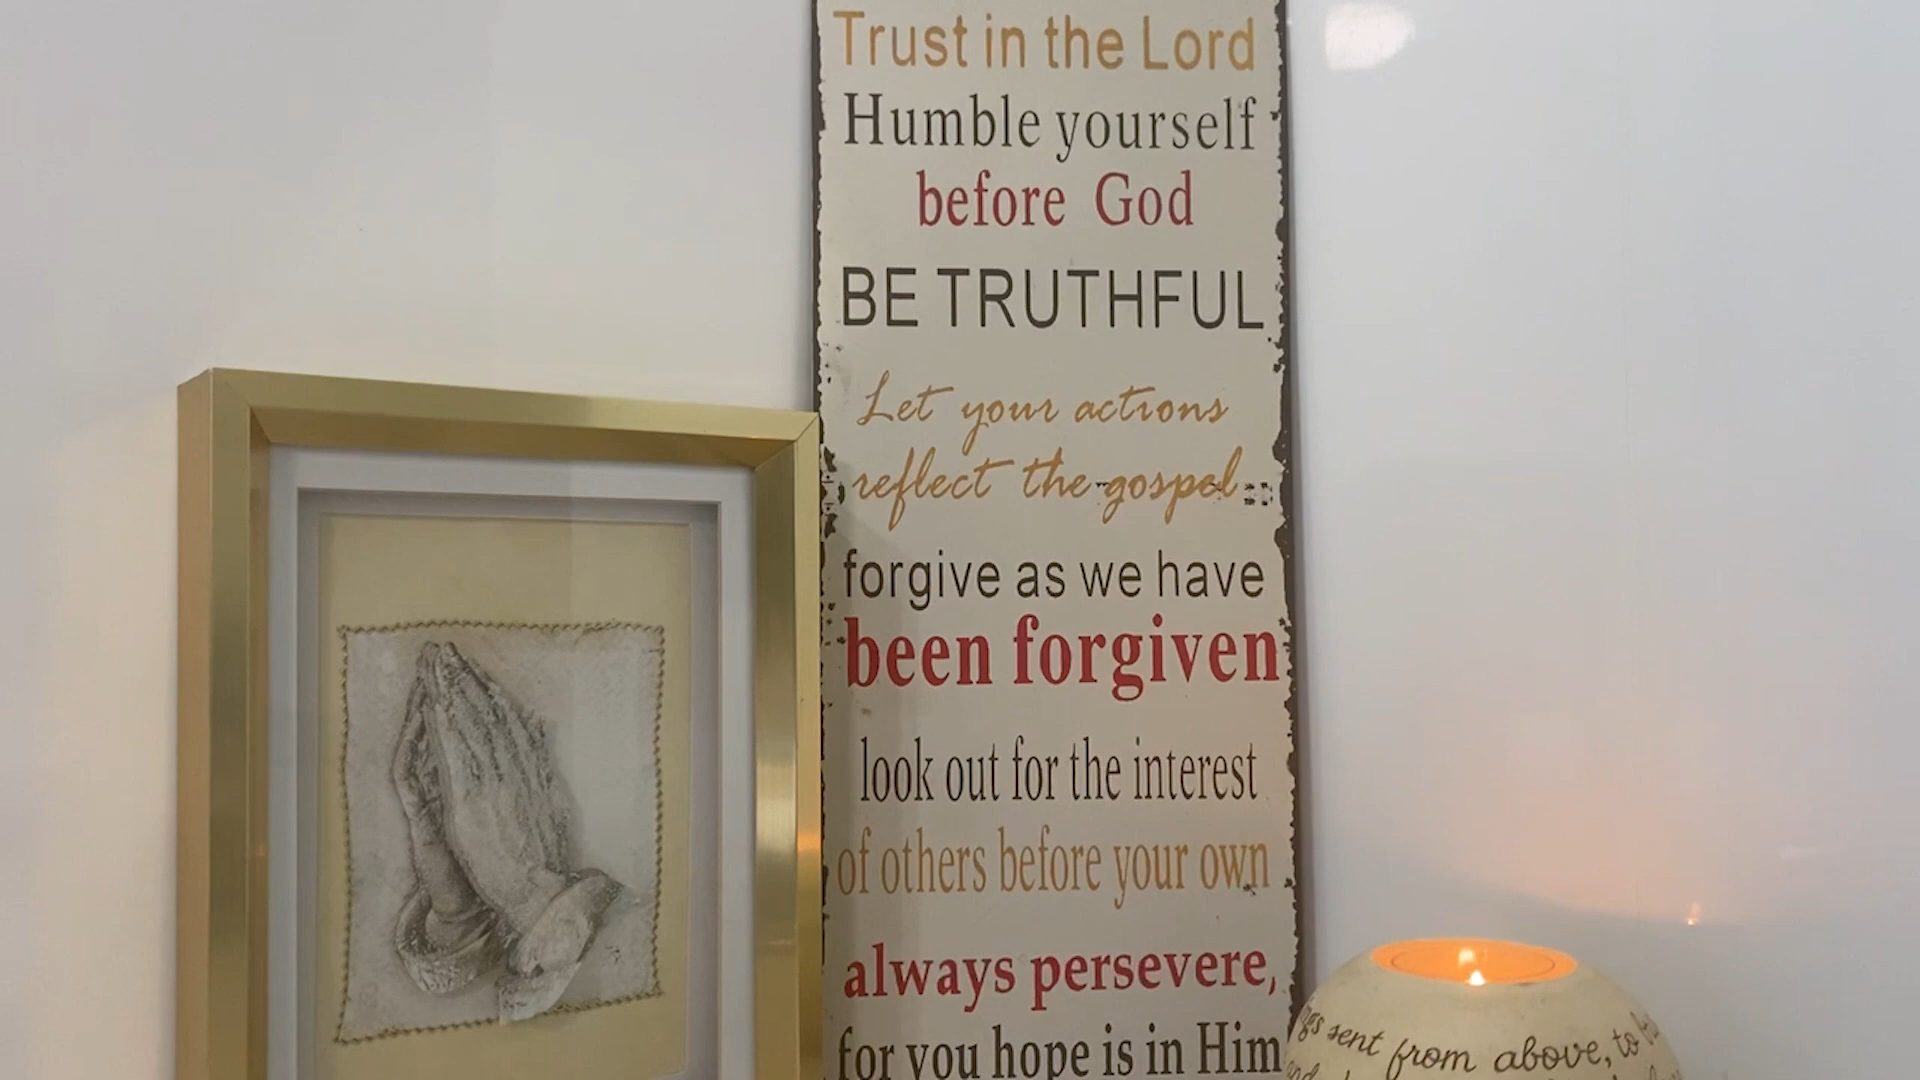 Trust in the Lord
Humble yourself
before God
BE TRUTHFUL
Let your actions
reflect the gospel
forgive as we have
been forgiven
look out for the interest
of others before your own
always persevere,
for you hope is in Him
sent from above, to